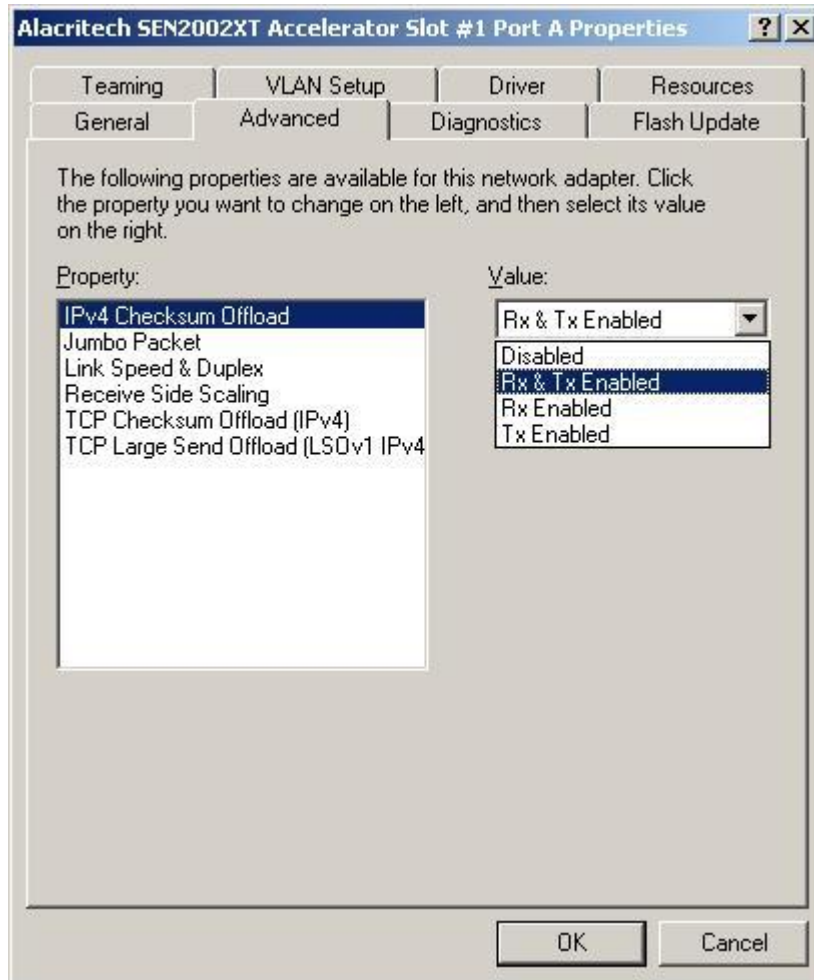 Alacritech SEN2002XT Accelerator Slot #1 Port A Properties
Teaming
VLAN Setup
Driver
Resources
General
Advanced
Diagnostics
Flash Update
The following properties are available for this network adapter. Click
the property you want to change on the left, and then select its value
on the right.
Property:
IPv4 Checksum Offload
Jumbo Packet
Link Speed & Duplex
Receive Side Scaling
TCP Checksum Offload (IPv4)
TCP Large Send Offload (LSOv1 IPv4
Value:
Rx & Tx Enabled
Disabled
Rx & Tx Enabled
Rx Enabled
Tx Enabled
OK
Cancel